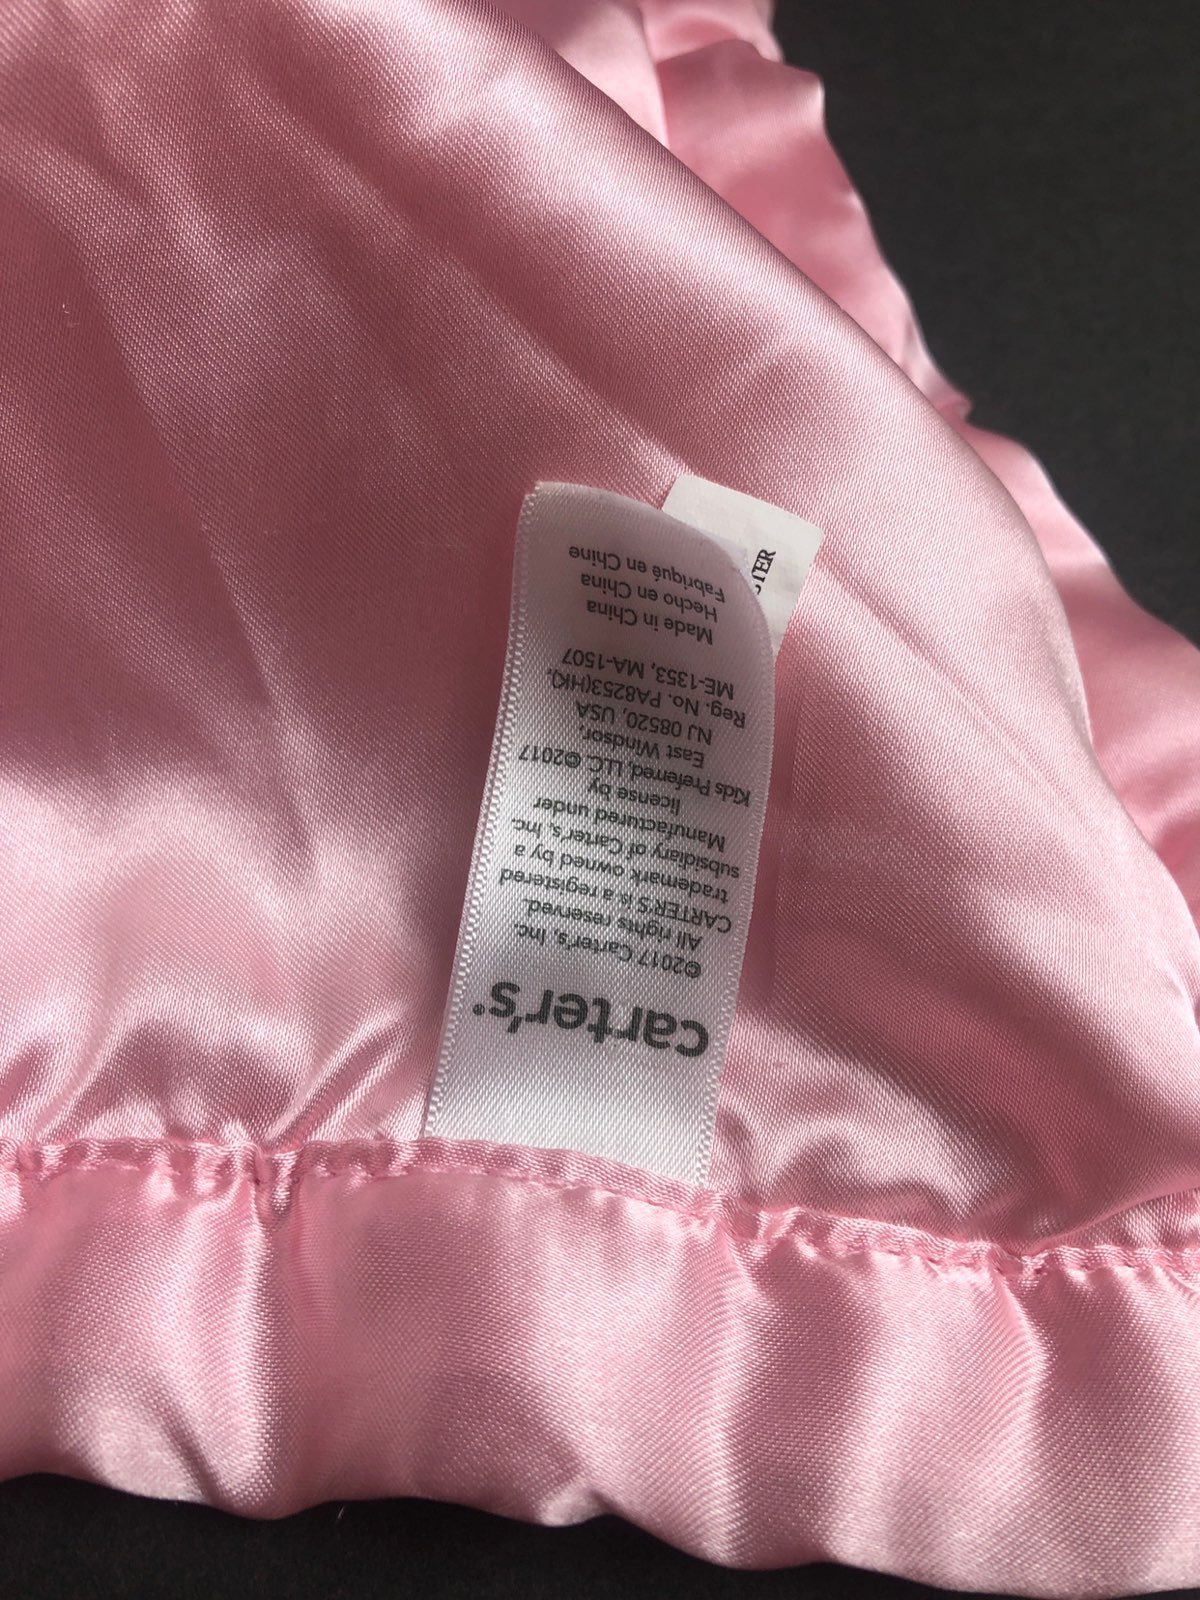 carter's®
©2017 Carter's, Inc.
All rights reserved.
CARTER'S is a registered
trademark owned by a
subsidiary of Carter's, Inc.
Manufactured under
license by
Kids Preferred, LLC. ©2017
East Windsor,
NJ 08520, USA
Reg. No. PA8253(HK),
ME-1353, MA-1507
Made in China
Hecho en China
Fabriqué en Chine